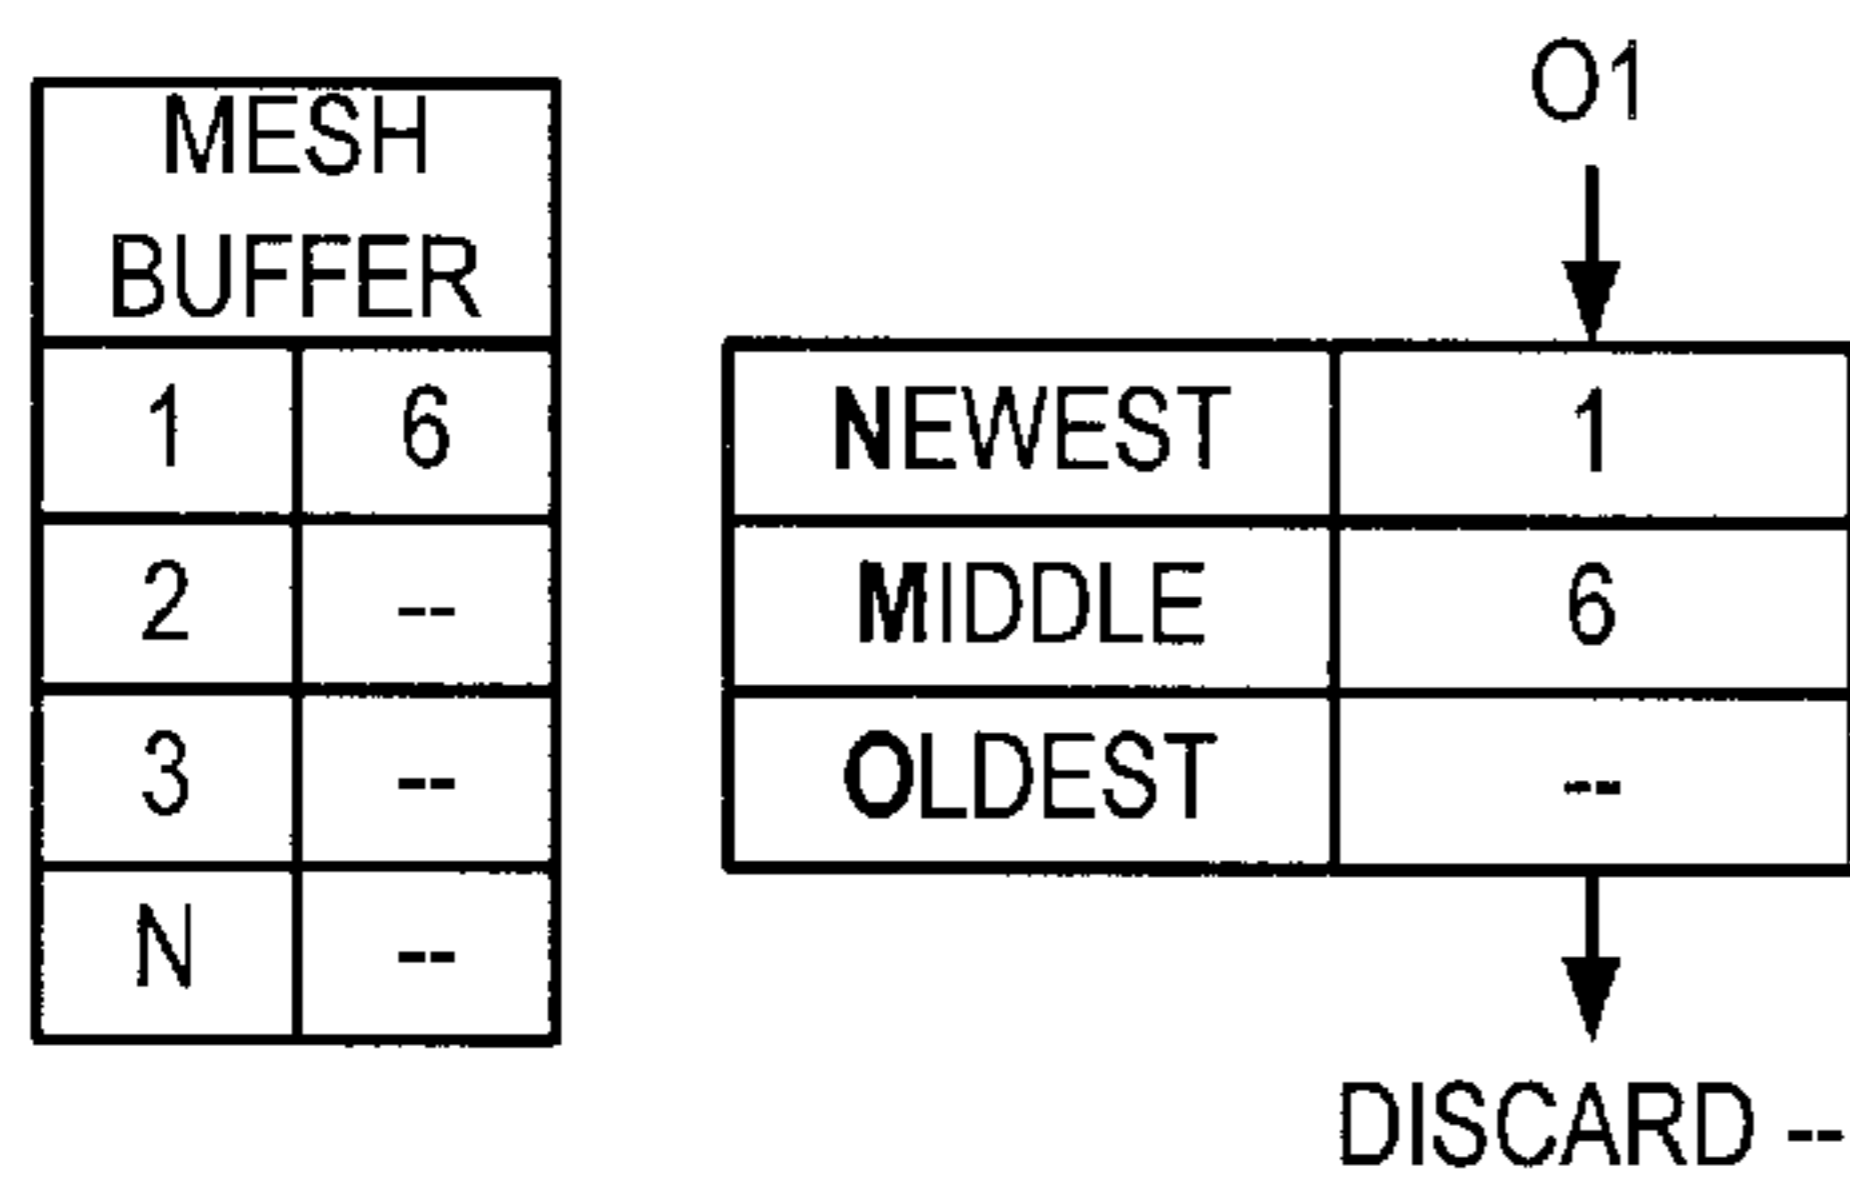 MESH
BUFFER
1 6
2 --
3 --
N --
O1
NEWEST 1
MIDDLE 6
OLDEST --
DISCARD --